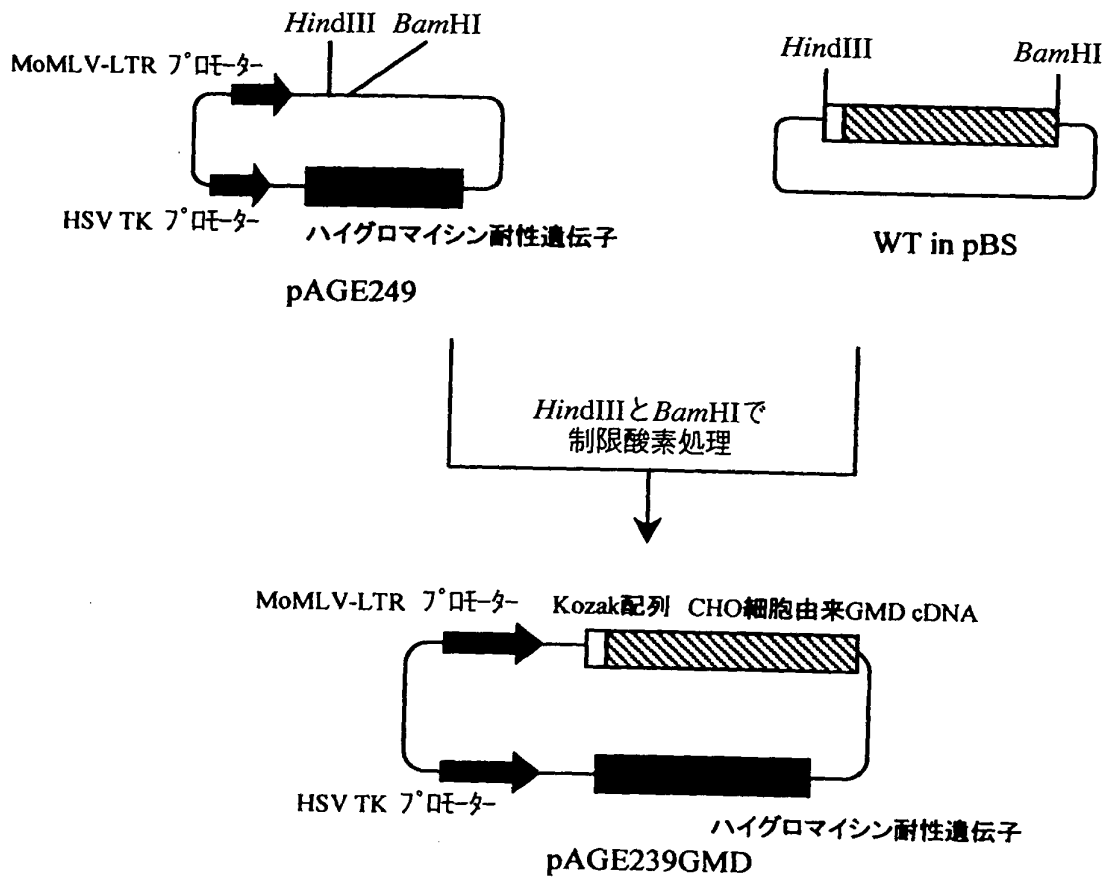 HindIII BamHI
MoMLV-LTR プロモーター
HSV TK プロモーター
ハイグロマイシン耐性遺伝子
pAGE249
HindIII BamHI
WT in pBS
HindIIIとBamHIで
制限酸素処理
MoMLV-LTR プロモーター Kozak配列 CHO細胞由来GMD cDNA
HSV TK プロモーター
ハイグロマイシン耐性遺伝子
pAGE239GMD